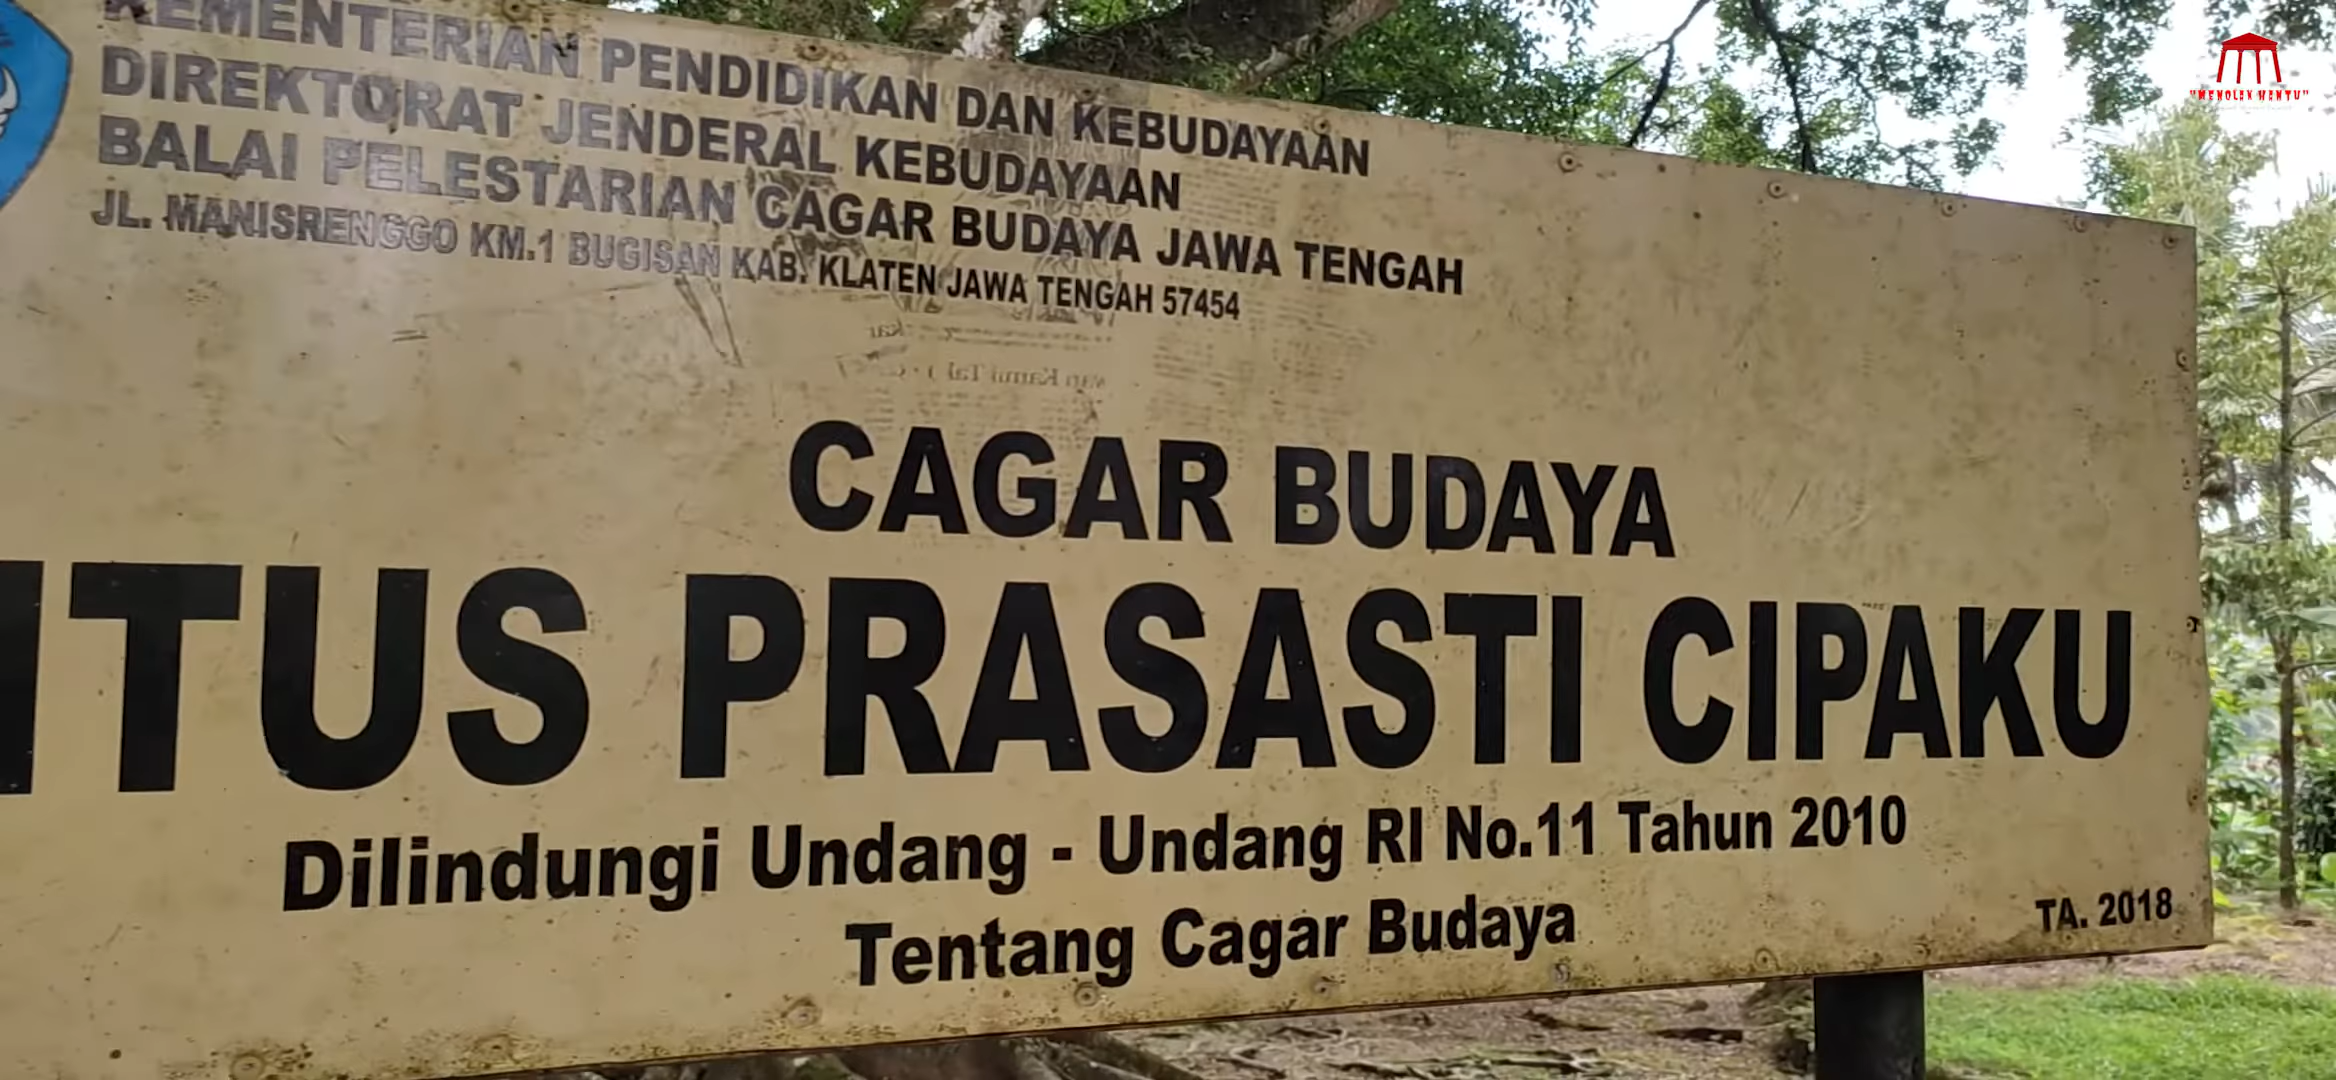 KEMENTERIAN PENDIDIKAN DAN KEBUDAYAAN
DIREKTORAT JENDERAL KEBUDAYAAN
BALAI PELESTARIAN CAGAR BUDAYA JAWA TENGAH
JL. MANISRENGGO KM.1 BUGISAN KAB. KLATEN JAWA TENGAH 57454
CAGAR BUDAYA
ITUS PRASASTI CIPAKU
Dilindungi Undang - Undang RI No.11 Tahun 2010
Tentang Cagar Budaya
TA. 2018
"MENOLAK MANTU"